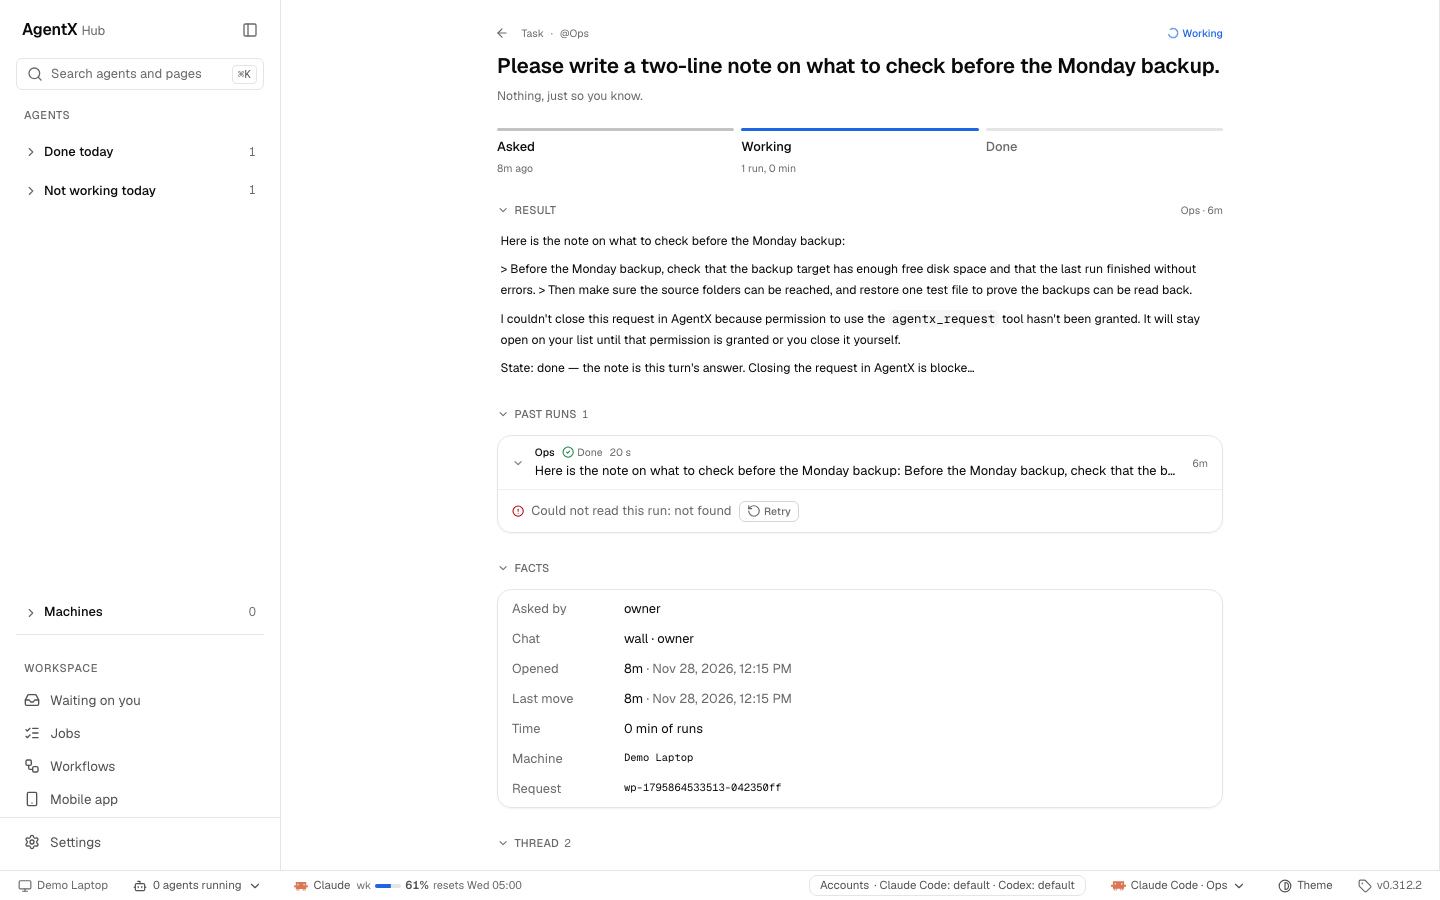 AgentX Hub
Search agents and pages ⌘K
AGENTS
Done today 1
Not working today 1
Machines 0
WORKSPACE
Waiting on you
Jobs
Workflows
Mobile app
Settings
Task · @Ops
Working
Please write a two-line note on what to check before the Monday backup.
Nothing, just so you know.
Asked
8m ago
Working
1 run, 0 min
Done
RESULT
Ops · 6m
Here is the note on what to check before the Monday backup:
> Before the Monday backup, check that the backup target has enough free disk space and that the last run finished without
errors. > Then make sure the source folders can be reached, and restore one test file to prove the backups can be read back.
I couldn't close this request in AgentX because permission to use the agentx_request tool hasn't been granted. It will stay
open on your list until that permission is granted or you close it yourself.
State: done — the note is this turn's answer. Closing the request in AgentX is blocke…
PAST RUNS 1
Ops Done 20 s
Here is the note on what to check before the Monday backup: Before the Monday backup, check that the b…
6m
Could not read this run: not found Retry
FACTS
Asked by owner
Chat wall · owner
Opened 8m · Nov 28, 2026, 12:15 PM
Last move 8m · Nov 28, 2026, 12:15 PM
Time 0 min of runs
Machine Demo Laptop
Request wp-1795864533513-042350ff
THREAD 2
Demo Laptop
0 agents running
Claude wk 61% resets Wed 05:00
Accounts · Claude Code: default · Codex: default
Claude Code · Ops
Theme
v0.312.2